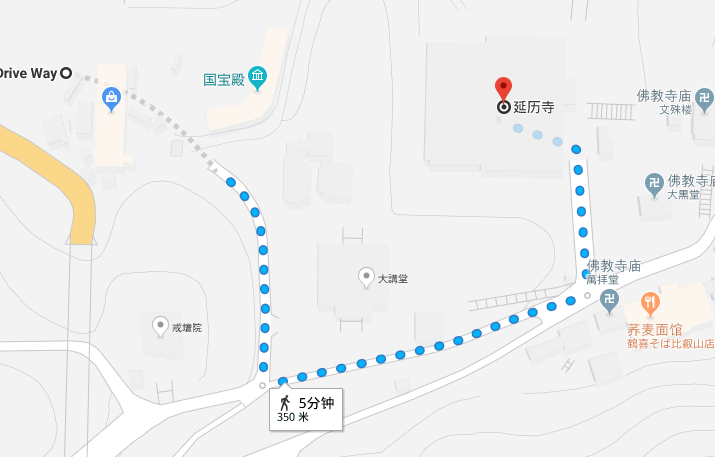 Drive Way
国宝殿
延历寺
佛教寺庙
文殊楼
佛教寺庙
大黒堂
大講堂
佛教寺庙
萬拝堂
戒壇院
荞麦面馆
鶴喜そば比叡山店
5分钟
350 米